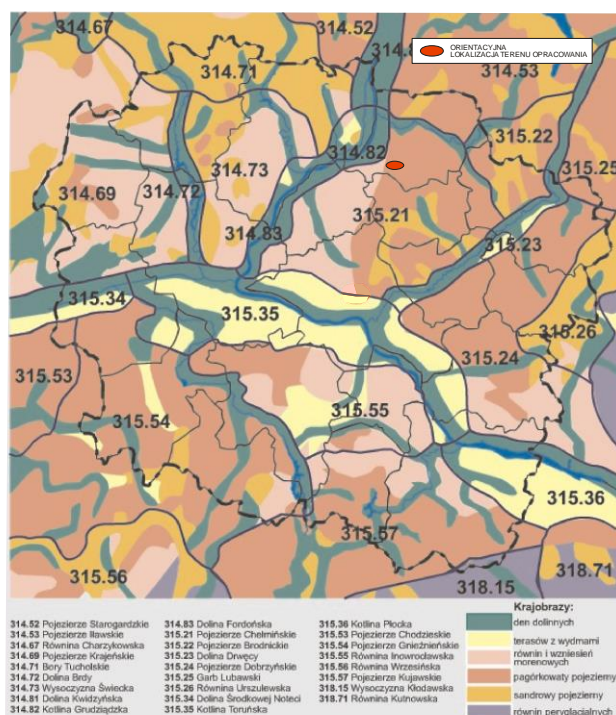 314.67
314.52
314.8
ORIENTACYJNA
LOKALIZACJA TERENU OPRACOWANIA
314.71
314.53
315.22
314.82
315.25
314.73
314.69
314.72
315.21
314.83
315.23
315.34
315.35
315.26
315.24
315.53
315.55
315.54
315.36
315.57
315.56
318.71
318.15
314.52 Pojezierze Starogardzkie
314.53 Pojezierze Iławskie
314.67 Równina Charzykowska
314.69 Pojezierze Krajeńskie
314.71 Bory Tucholskie
314.72 Dolina Brdy
314.73 Wysoczyzna Świecka
314.81 Dolina Kwidzyńska
314.82 Kotlina Grudziądzka
314.83 Dolina Fordońska
315.21 Pojezierze Chełmińskie
315.22 Pojezierze Brodnickie
315.23 Dolina Drwęcy
315.24 Pojezierze Dobrzyńskie
315.25 Garb Lubawski
315.26 Równina Urszulewska
315.34 Dolina Środkowej Noteci
315.35 Kotlina Toruńska
315.36 Kotlina Płocka
315.53 Pojezierze Chodzieskie
315.54 Pojezierze Gnieźnieńskie
315.55 Równina Inowrocławska
315.56 Równina Wrzesińska
315.57 Pojezierze Kujawskie
318.15 Wysoczyzna Kłodawska
318.71 Równina Kutnowska
Krajobrazy:
den dolinnych
terasów z wydmami
równin i wzniesień
morenowych
pagórkowaty pojezierny
sandrowy pojezierny
równin peryglacjalnych